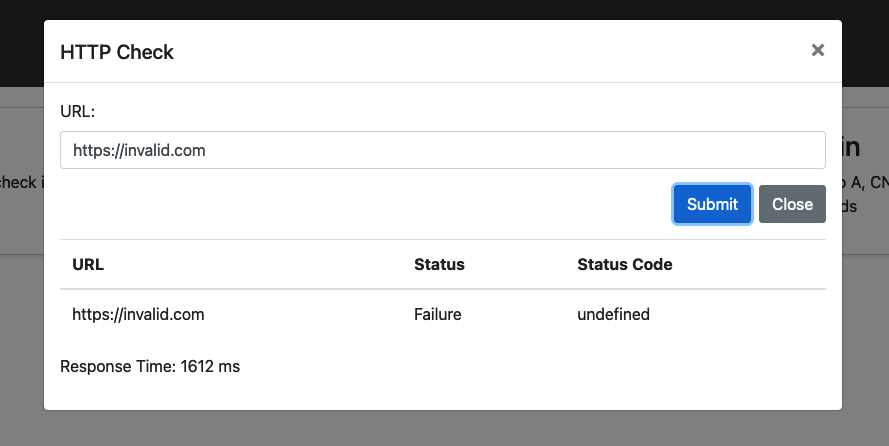 HTTP Check ×
URL:
https://invalid.com
Submit Close
URL Status Status Code
https://invalid.com Failure undefined
Response Time: 1612 ms
in
check i
o A, CN
ds